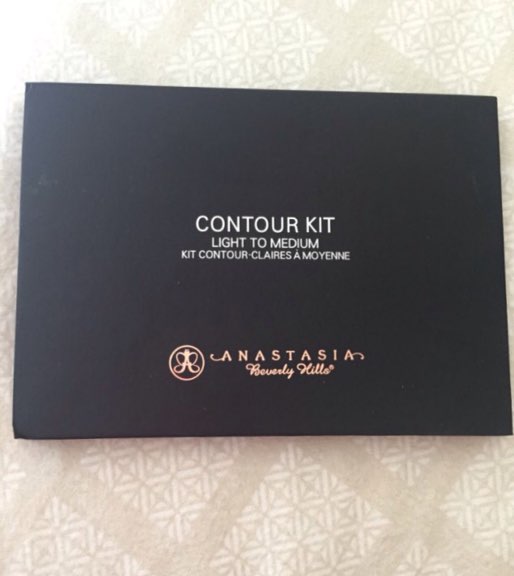 CONTOUR KIT
LIGHT TO MEDIUM
KIT CONTOUR-CLAIRES À MOYENNE
ANASTASIA
Beverly Hills®